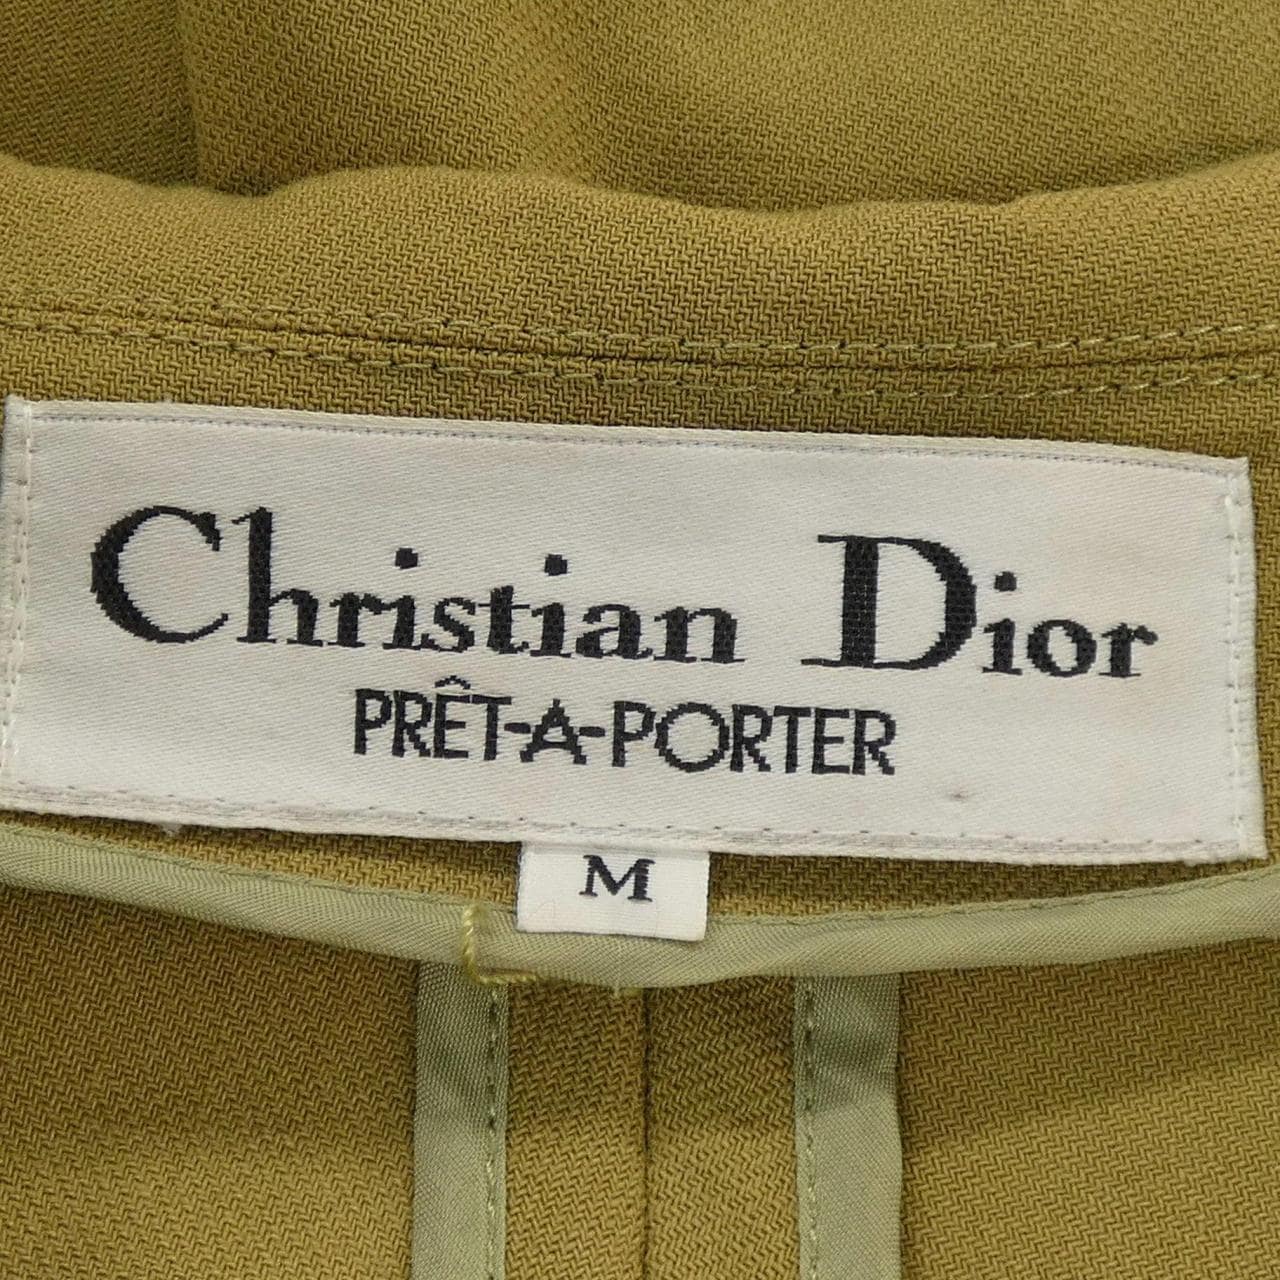 Christian Dior
PRÊT-A-PORTER
M